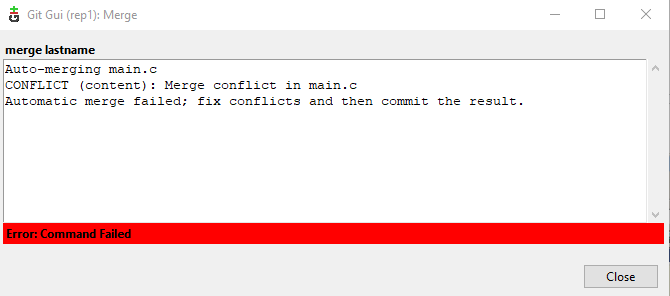 Git Gui (rep1): Merge
merge lastname
Auto-merging main.c
CONFLICT (content): Merge conflict in main.c
Automatic merge failed; fix conflicts and then commit the result.
Error: Command Failed
Close